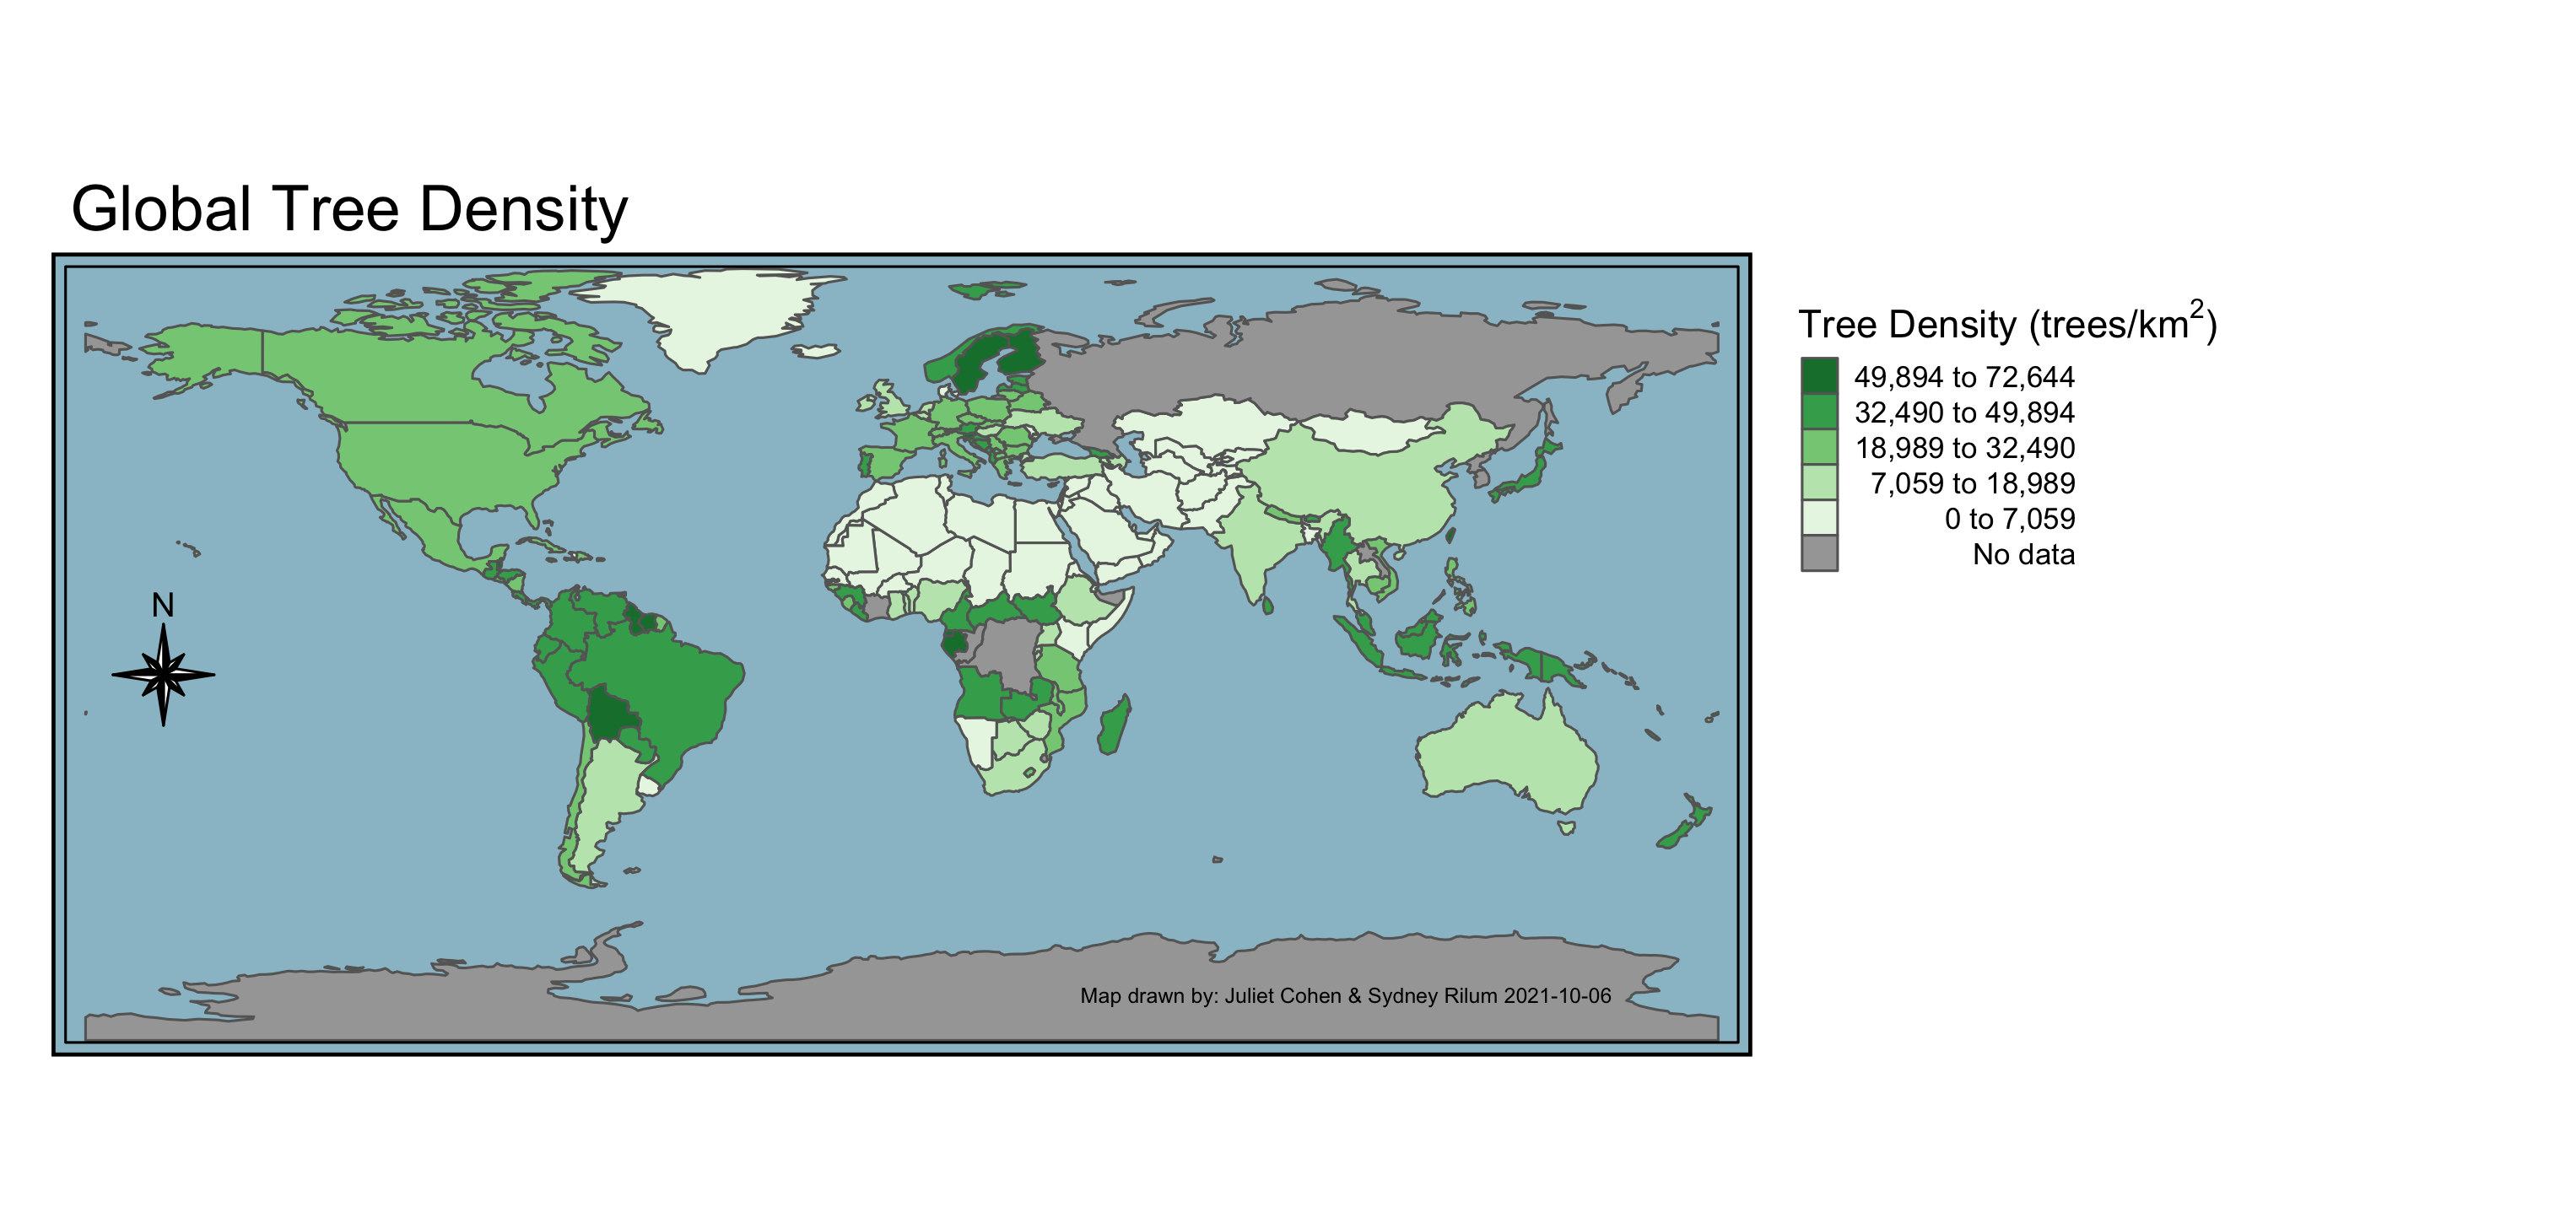 Global Tree Density
Tree Density (trees/km²)
49,894 to 72,644
32,490 to 49,894
18,989 to 32,490
7,059 to 18,989
0 to 7,059
No data
N
Map drawn by: Juliet Cohen & Sydney Rilum 2021-10-06